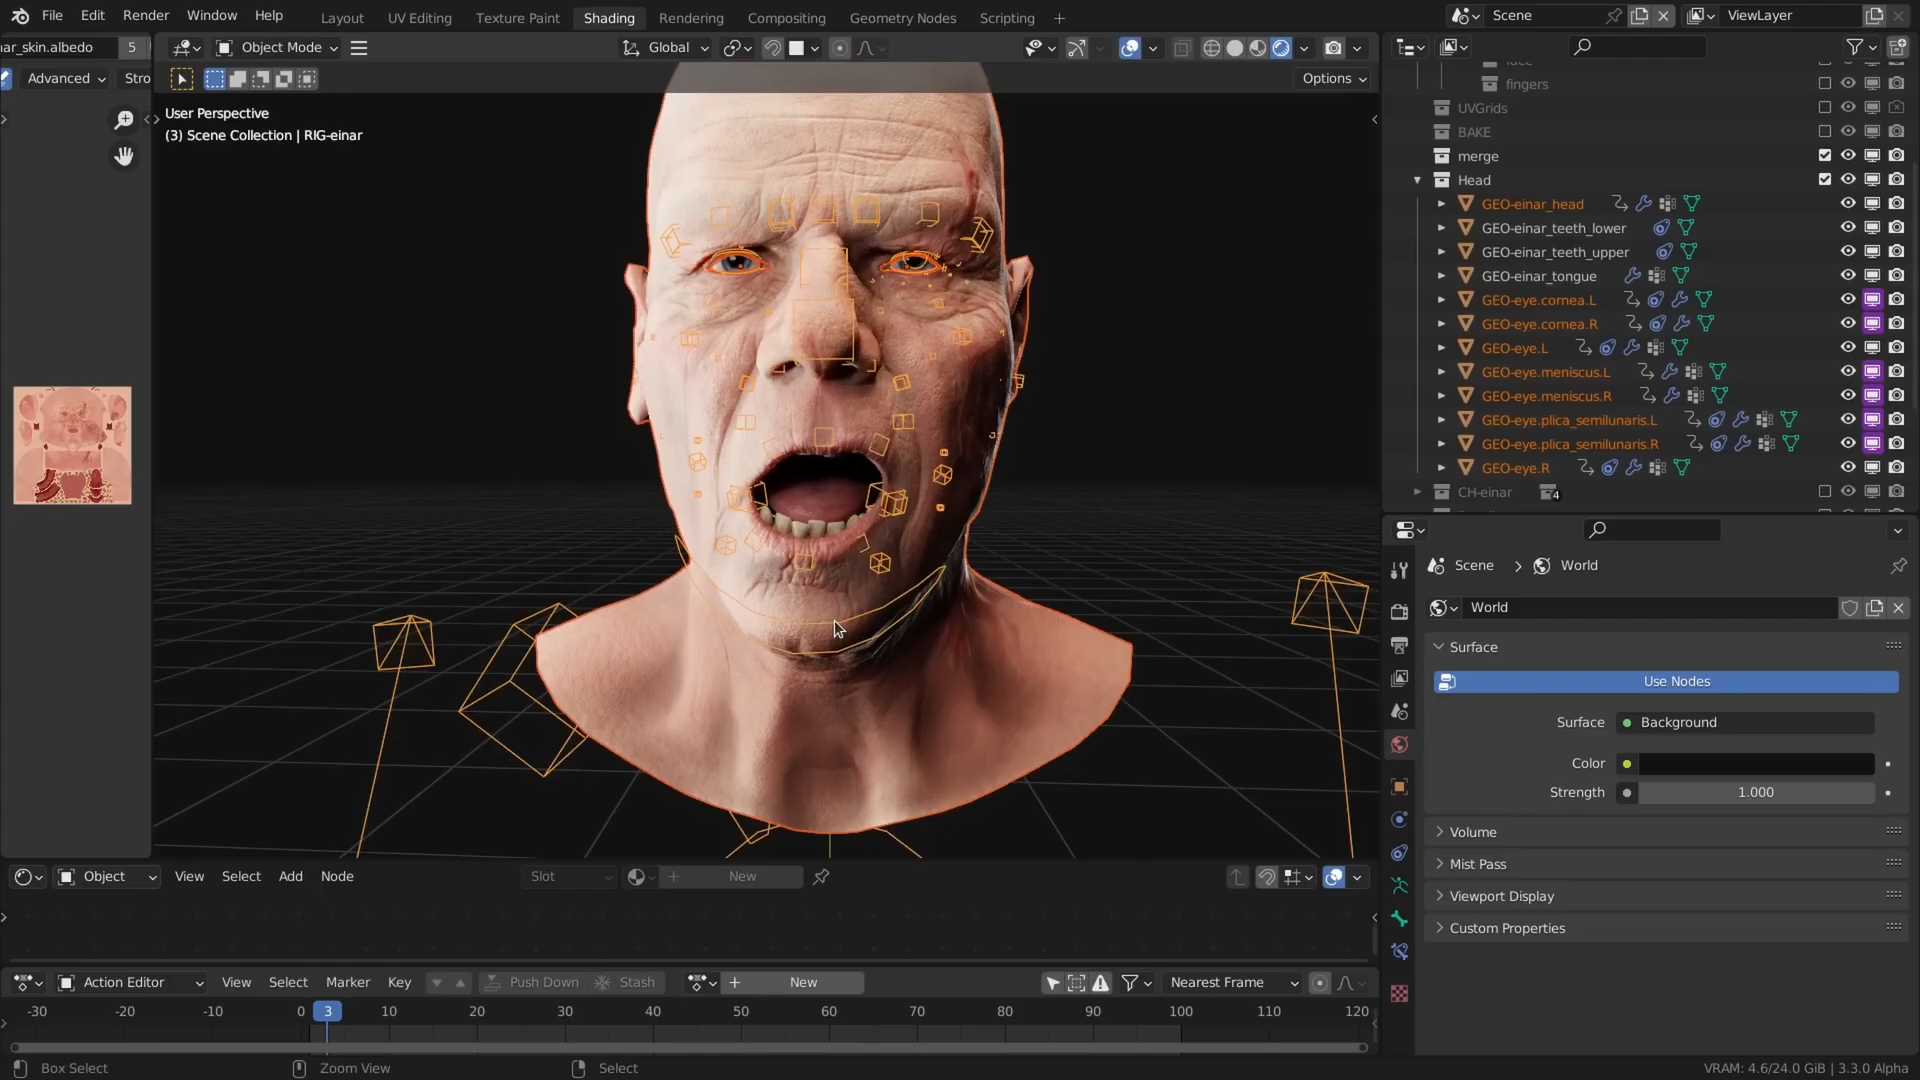 File Edit Render Window Help
Layout UV Editing Texture Paint Shading Rendering Compositing Geometry Nodes Scripting
Scene
ViewLayer
ar_skin.albedo 5
Object Mode
Global
Advanced Stro
Options
User Perspective
(3) Scene Collection | RIG-einar
fingers
UVGrids
BAKE
merge
Head
GEO-einar_head
GEO-einar_teeth_lower
GEO-einar_teeth_upper
GEO-einar_tongue
GEO-eye.cornea.L
GEO-eye.cornea.R
GEO-eye.L
GEO-eye.meniscus.L
GEO-eye.meniscus.R
GEO-eye.plica_semilunaris.L
GEO-eye.plica_semilunaris.R
GEO-eye.R
CH-einar 4
Scene > World
World
Surface
Use Nodes
Surface Background
Color
Strength 1.000
Volume
Mist Pass
Viewport Display
Custom Properties
Object View Select Add Node Slot New
Action Editor View Select Marker Key Push Down Stash New Nearest Frame
-30 -20 -10 0 3 10 20 30 40 50 60 70 80 90 100 110 120
Box Select Zoom View Select
VRAM: 4.6/24.0 GiB | 3.3.0 Alpha